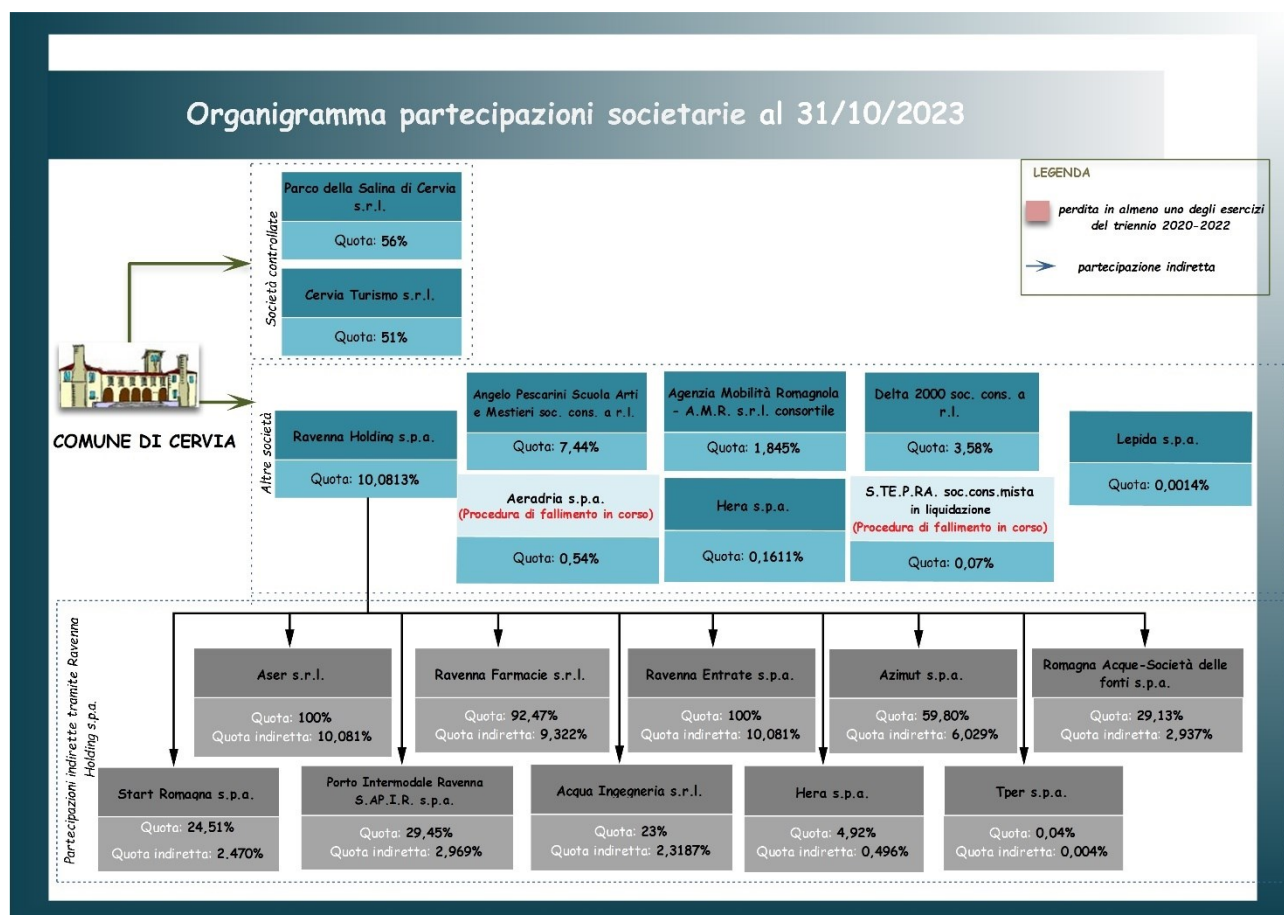 Organigramma partecipazioni societarie al 31/10/2023
LEGENDA
perdita in almeno uno degli esercizi
del triennio 2020-2022
partecipazione indiretta
COMUNE DI CERVIA
Società controllate
Parco della Salina di Cervia
s.r.l.
Quota: 56%
Cervia Turismo s.r.l.
Quota: 51%
Altre società
Ravenna Holding s.p.a.
Quota: 10,0813%
Angelo Pescarini Scuola Arti
e Mestieri soc. cons. a r.l.
Quota: 7,44%
Agenzia Mobilità Romagnola
- A.M.R. s.r.l. consortile
Quota: 1,845%
Delta 2000 soc. cons. a
r.l.
Quota: 3,58%
Lepida s.p.a.
Quota: 0,0014%
Aeradria s.p.a.
(Procedura di fallimento in corso)
Quota: 0,54%
Hera s.p.a.
Quota: 0,1611%
S.TE.P.RA. soc.cons.mista
in liquidazione
(Procedura di fallimento in corso)
Quota: 0,07%
Partecipazioni indirette tramite Ravenna
Holding s.p.a.
Aser s.r.l.
Quota: 100%
Quota indiretta: 10,081%
Ravenna Farmacie s.r.l.
Quota: 92,47%
Quota indiretta: 9,322%
Ravenna Entrate s.p.a.
Quota: 100%
Quota indiretta: 10,081%
Azimut s.p.a.
Quota: 59,80%
Quota indiretta: 6,029%
Romagna Acque-Società delle
fonti s.p.a.
Quota: 29,13%
Quota indiretta: 2,937%
Start Romagna s.p.a.
Quota: 24,51%
Quota indiretta: 2.470%
Porto Intermodale Ravenna
S.AP.I.R. s.p.a.
Quota: 29,45%
Quota indiretta: 2,969%
Acqua Ingegneria s.r.l.
Quota: 23%
Quota indiretta: 2,3187%
Hera s.p.a.
Quota: 4,92%
Quota indiretta: 0,496%
Tper s.p.a.
Quota: 0,04%
Quota indiretta: 0,004%